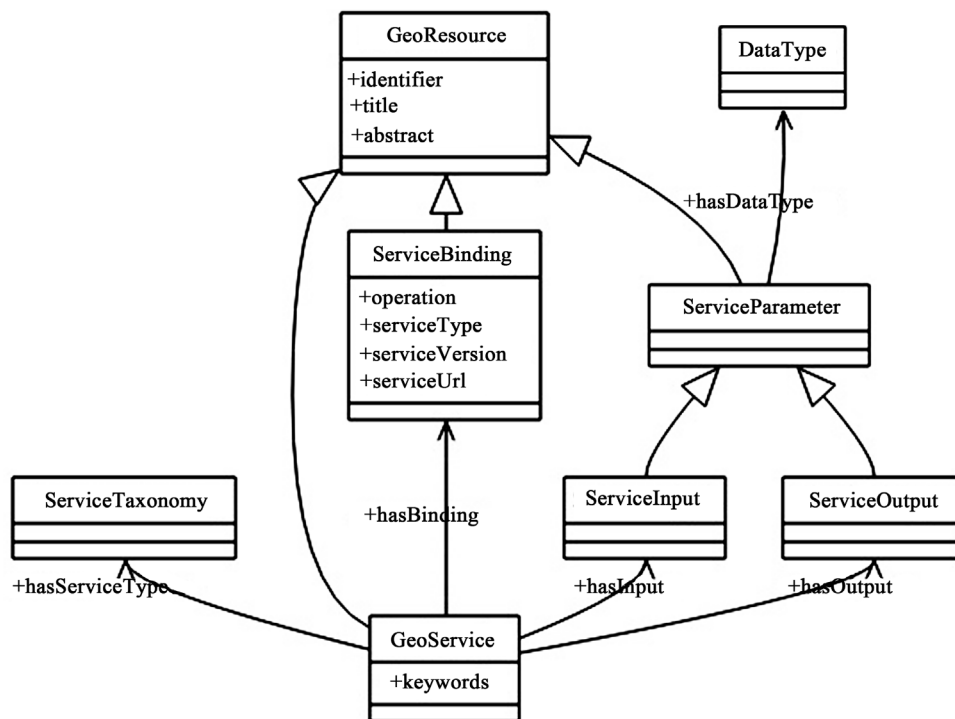 GeoResource
+identifier
+title
+abstract
DataType
+hasDataType
ServiceBinding
+operation
+serviceType
+serviceVersion
+serviceUrl
ServiceParameter
ServiceTaxonomy
+hasBinding
ServiceInput
ServiceOutput
+hasServiceType
+hasInput
+hasOutput
GeoService
+keywords